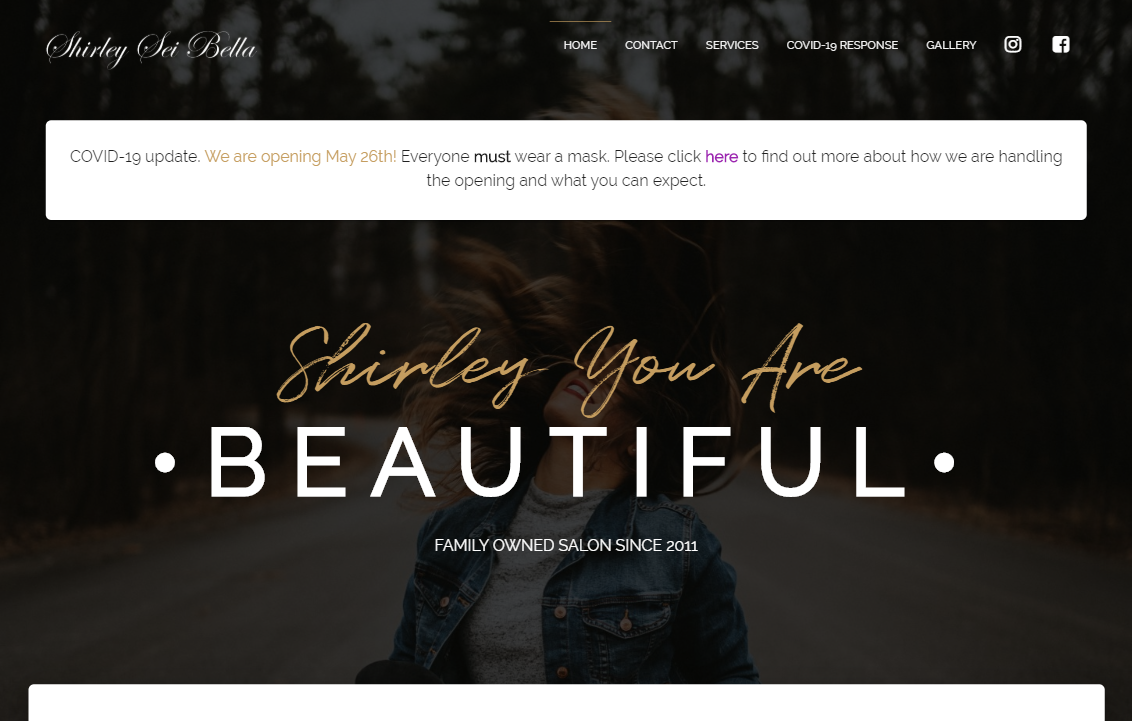 Shirley Sei Bella
HOME CONTACT SERVICES COVID-19 RESPONSE GALLERY
COVID-19 update. We are opening May 26th! Everyone must wear a mask. Please click here to find out more about how we are handling
the opening and what you can expect.
Shirley You Are
• BEAUTIFUL •
FAMILY OWNED SALON SINCE 2011